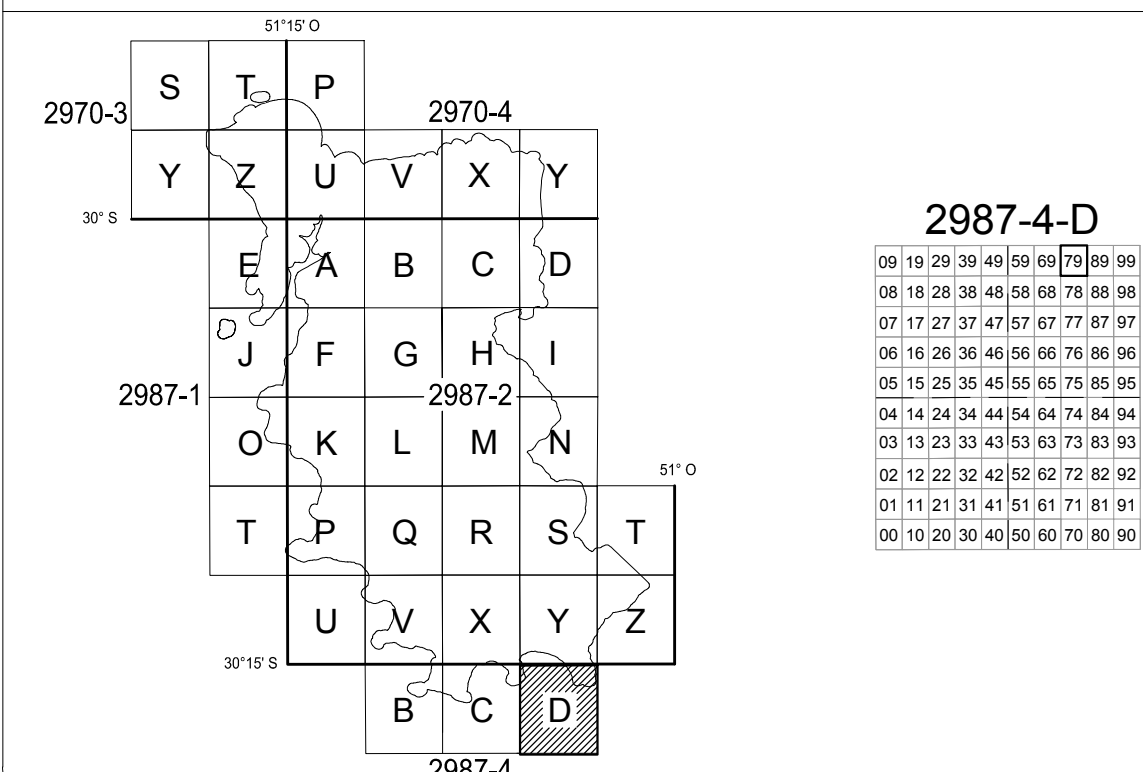 51°15' O
S T P
2970-3 2970-4
Y Z U V X Y
30° S
E A B C D
J F G H I
2987-1 2987-2
O K L M N
51° O
T P Q R S T
U V X Y Z
30°15' S
B C D
2987-4
2987-4-D
09 19 29 39 49 59 69 79 89 99
08 18 28 38 48 58 68 78 88 98
07 17 27 37 47 57 67 77 87 97
06 16 26 36 46 56 66 76 86 96
05 15 25 35 45 55 65 75 85 95
04 14 24 34 44 54 64 74 84 94
03 13 23 33 43 53 63 73 83 93
02 12 22 32 42 52 62 72 82 92
01 11 21 31 41 51 61 71 81 91
00 10 20 30 40 50 60 70 80 90